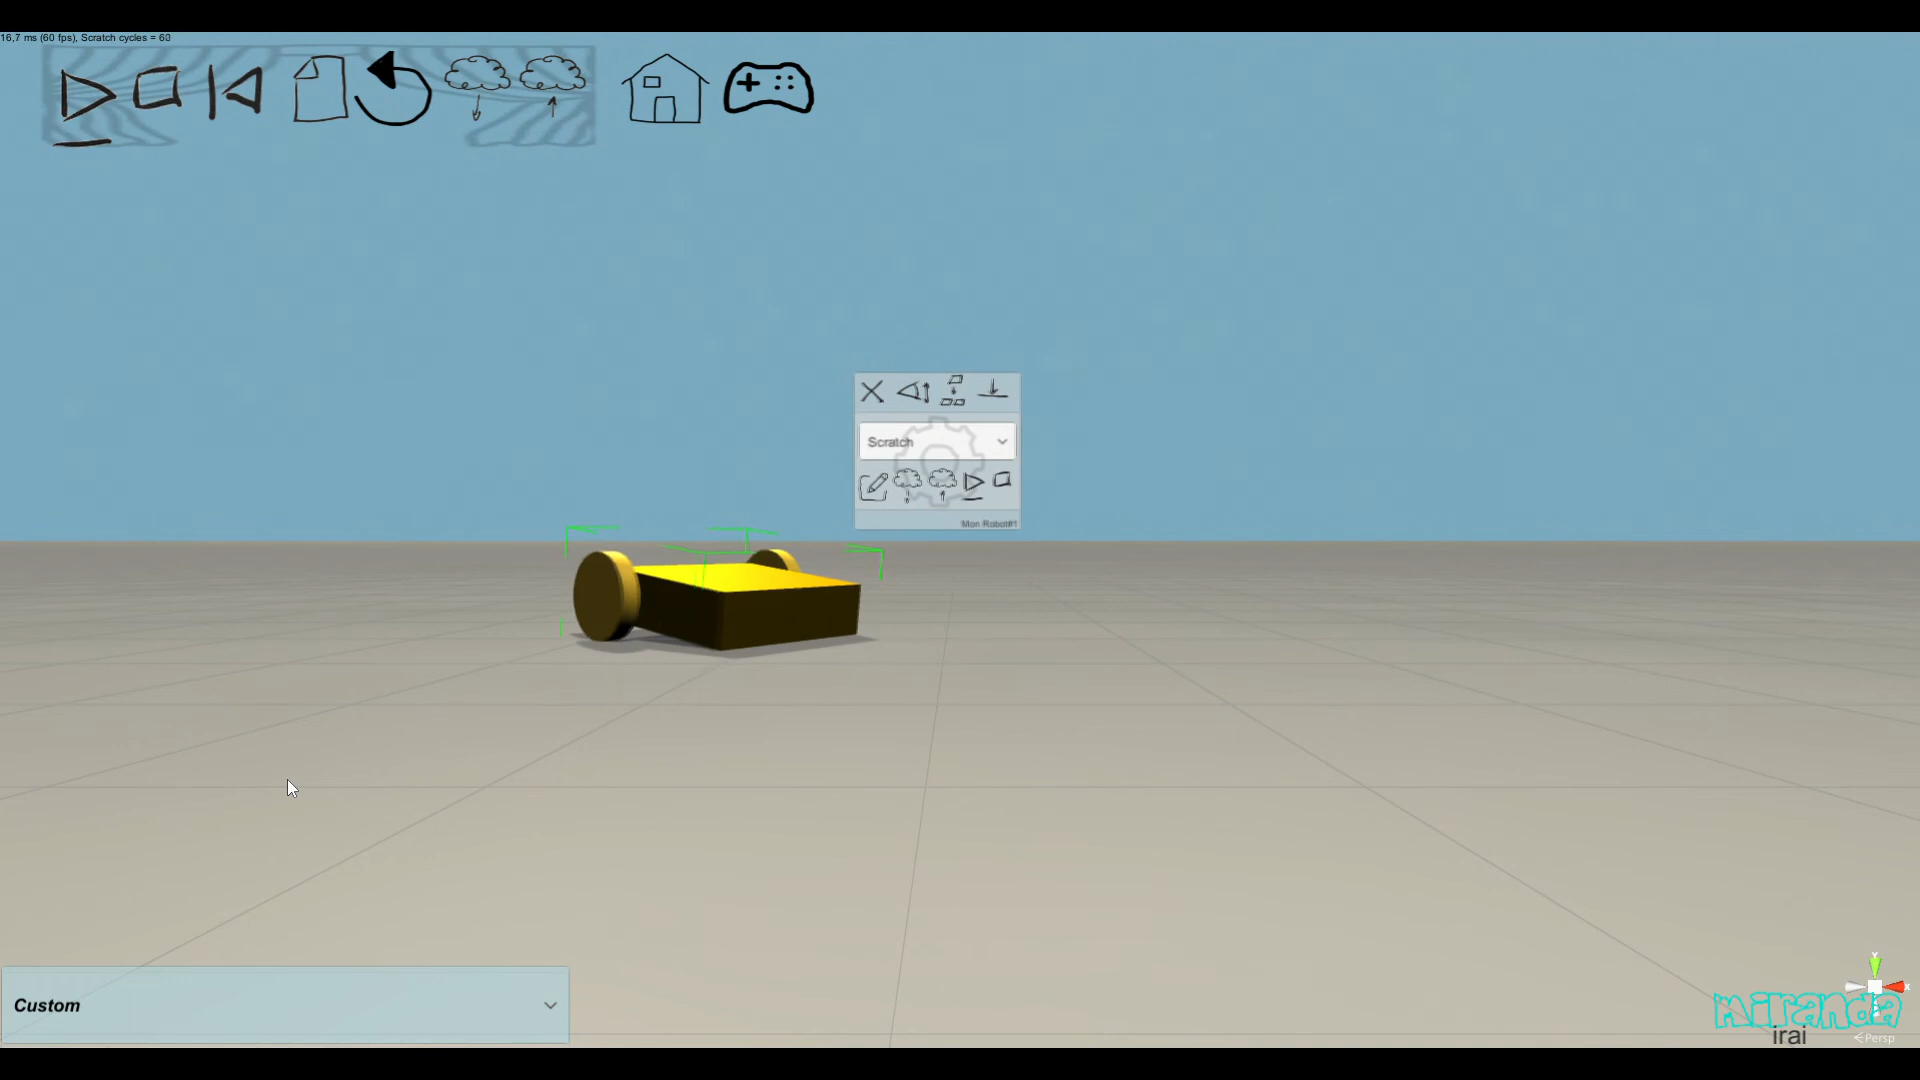 16,7 ms (60 fps), Scratch cycles = 60
Scratch
Mon Robot#1
Custom
Y
x
miranda
irai
Persp